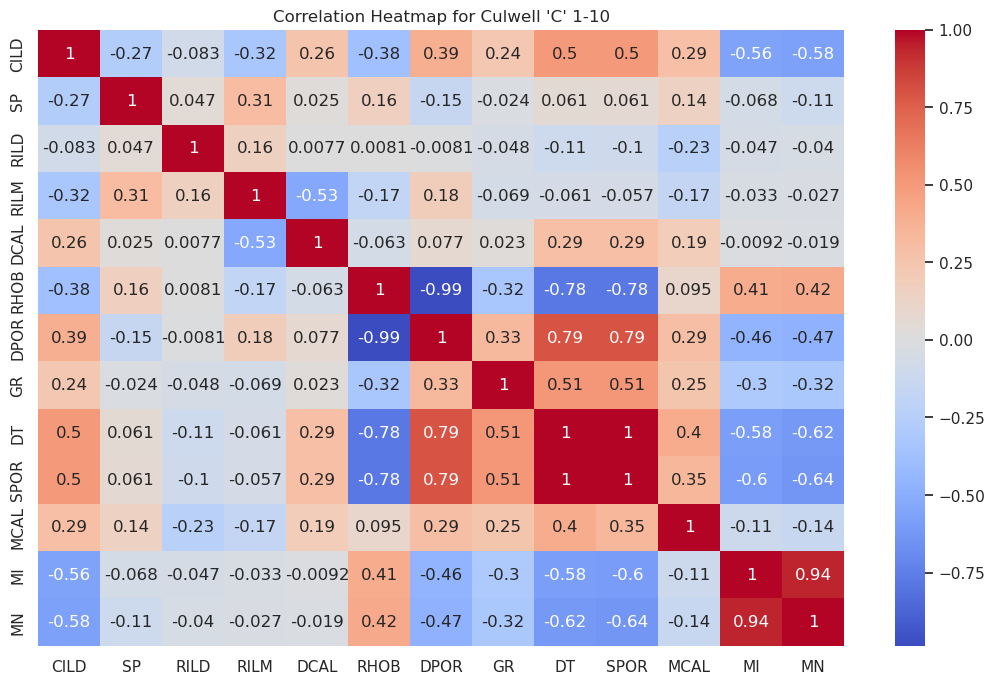 Correlation Heatmap for Culwell 'C' 1-10
CILD 1 -0.27 -0.083 -0.32 0.26 -0.38 0.39 0.24 0.5 0.5 0.29 -0.56 -0.58
SP -0.27 1 0.047 0.31 0.025 0.16 -0.15 -0.024 0.061 0.061 0.14 -0.068 -0.11
RILD -0.083 0.047 1 0.16 0.0077 0.0081 -0.0081 -0.048 -0.11 -0.1 -0.23 -0.047 -0.04
RILM -0.32 0.31 0.16 1 -0.53 -0.17 0.18 -0.069 -0.061 -0.057 -0.17 -0.033 -0.027
DCAL 0.26 0.025 0.0077 -0.53 1 -0.063 0.077 0.023 0.29 0.29 0.19 -0.0092 -0.019
RHOB -0.38 0.16 0.0081 -0.17 -0.063 1 -0.99 -0.32 -0.78 -0.78 0.095 0.41 0.42
DPOR 0.39 -0.15 -0.0081 0.18 0.077 -0.99 1 0.33 0.79 0.79 0.29 -0.46 -0.47
GR 0.24 -0.024 -0.048 -0.069 0.023 -0.32 0.33 1 0.51 0.51 0.25 -0.3 -0.32
DT 0.5 0.061 -0.11 -0.061 0.29 -0.78 0.79 0.51 1 1 0.4 -0.58 -0.62
SPOR 0.5 0.061 -0.1 -0.057 0.29 -0.78 0.79 0.51 1 1 0.35 -0.6 -0.64
MCAL 0.29 0.14 -0.23 -0.17 0.19 0.095 0.29 0.25 0.4 0.35 1 -0.11 -0.14
MI -0.56 -0.068 -0.047 -0.033 -0.0092 0.41 -0.46 -0.3 -0.58 -0.6 -0.11 1 0.94
MN -0.58 -0.11 -0.04 -0.027 -0.019 0.42 -0.47 -0.32 -0.62 -0.64 -0.14 0.94 1
CILD SP RILD RILM DCAL RHOB DPOR GR DT SPOR MCAL MI MN
1.00
0.75
0.50
0.25
0.00
-0.25
-0.50
-0.75